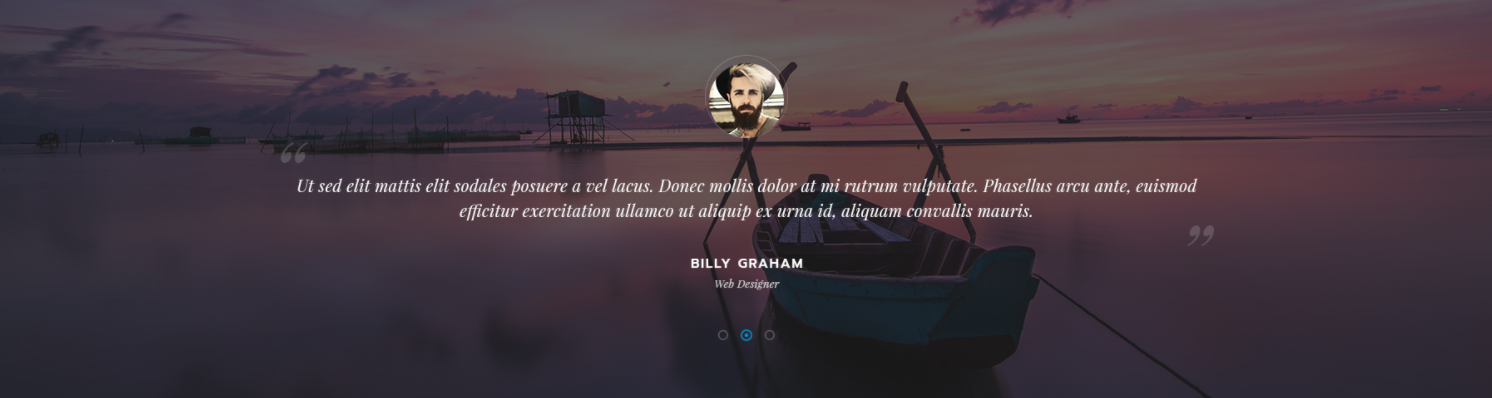 “
Ut sed elit mattis elit sodales posuere a vel lacus. Donec mollis dolor at mi rutrum vulputate. Phasellus arcu ante, euismod
efficitur exercitation ullamco ut aliquip ex urna id, aliquam convallis mauris.
”
BILLY GRAHAM
Web Designer